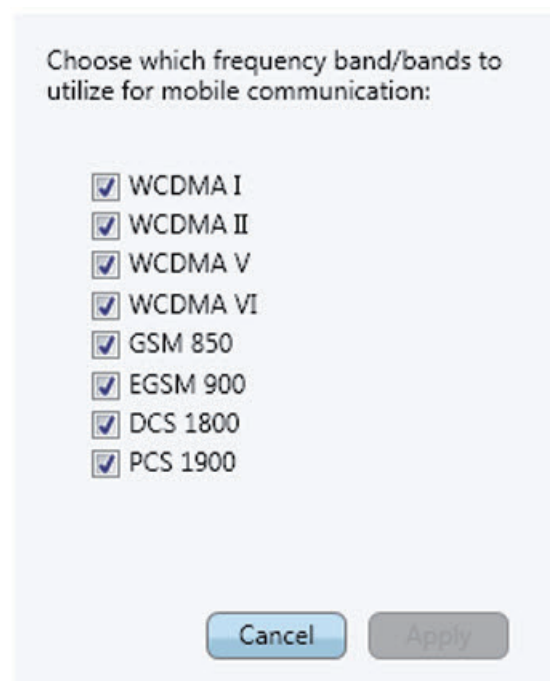 Choose which frequency band/bands to
utilize for mobile communication:
WCDMA I
WCDMA II
WCDMA V
WCDMA VI
GSM 850
EGSM 900
DCS 1800
PCS 1900
Cancel
Apply